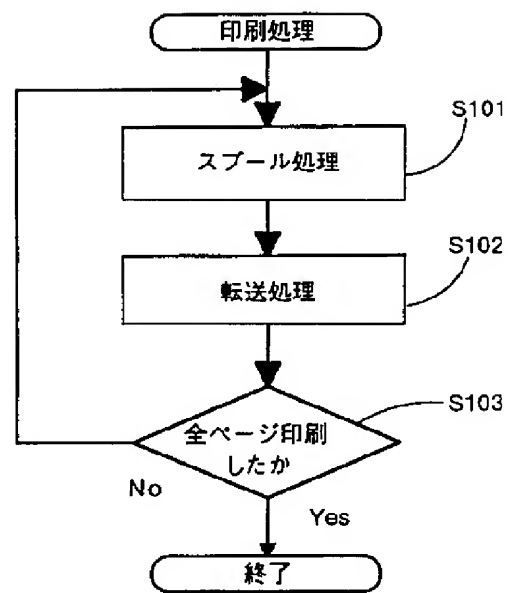 印刷処理
S101
スプール処理
S102
転送処理
S103
全ページ印刷
したか
No
Yes
終了